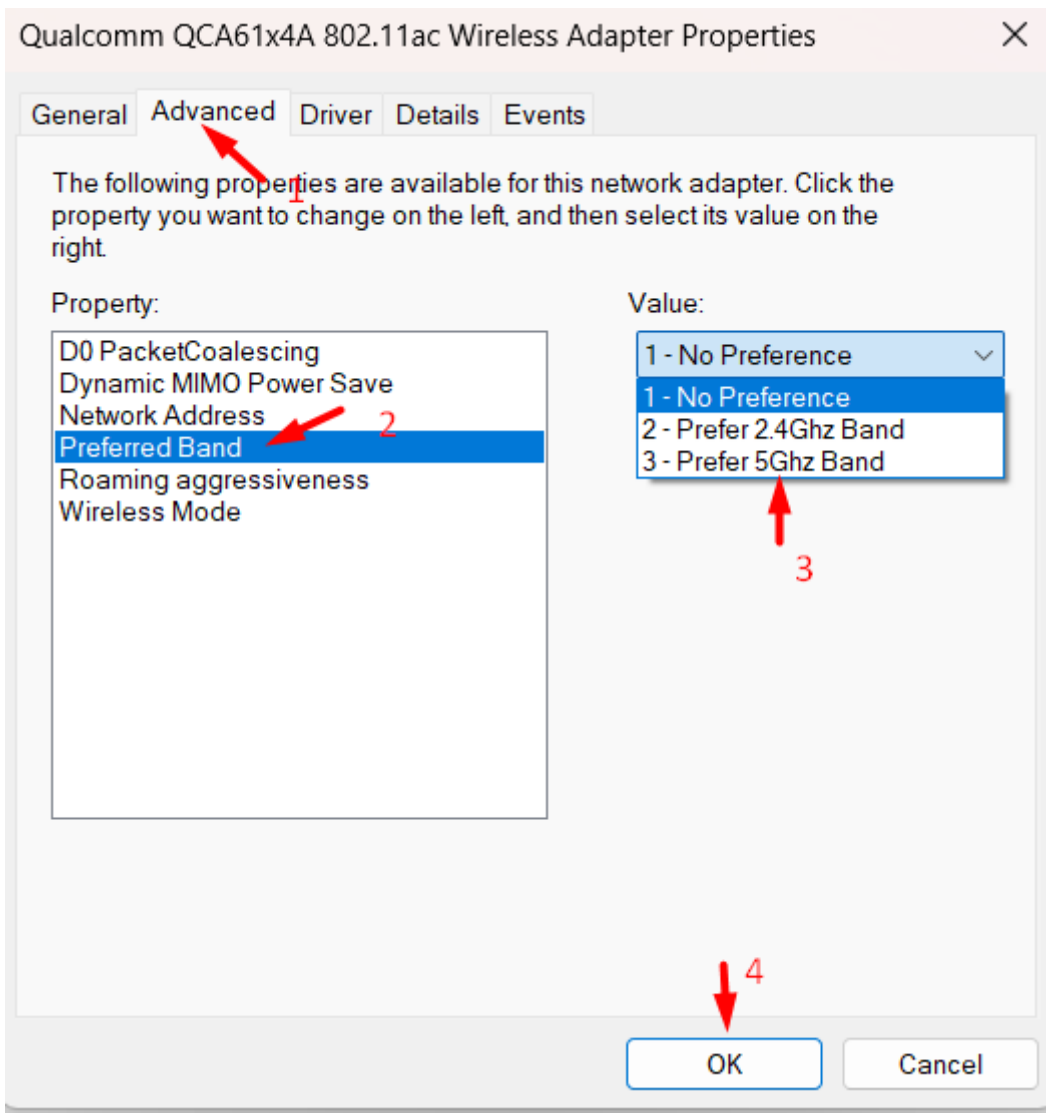 Qualcomm QCA61x4A 802.11ac Wireless Adapter Properties
General Advanced Driver Details Events
1
The following properties are available for this network adapter. Click the
property you want to change on the left, and then select its value on the
right.
Property:
D0 PacketCoalescing
Dynamic MIMO Power Save
Network Address
2
Preferred Band
Roaming aggressiveness
Wireless Mode
Value:
1 - No Preference
1 - No Preference
2 - Prefer 2.4Ghz Band
3 - Prefer 5Ghz Band
3
4
OK Cancel